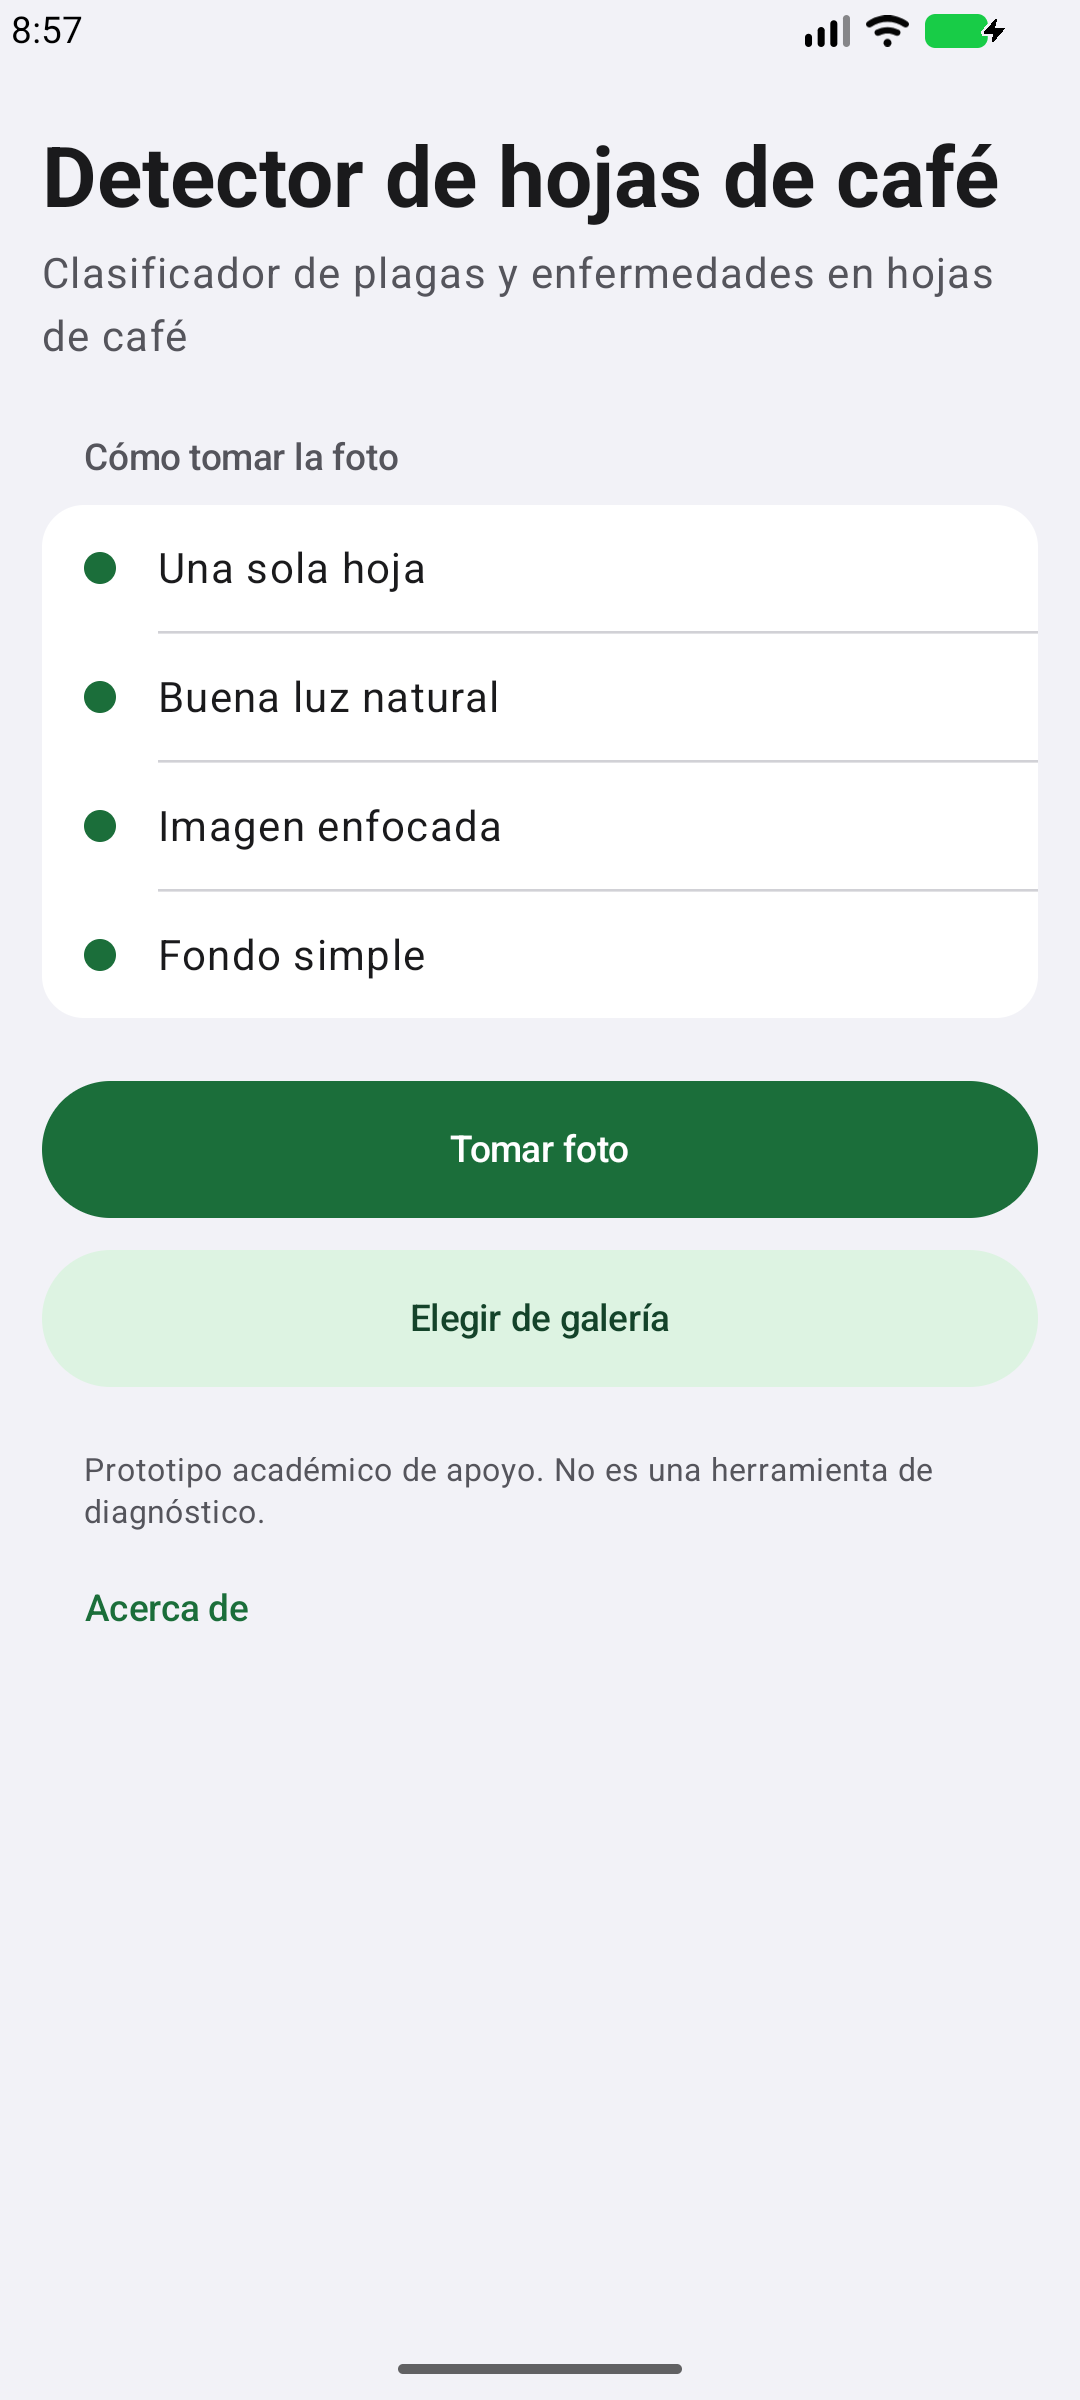 8:57
Detector de hojas de café
Clasificador de plagas y enfermedades en hojas
de café
Cómo tomar la foto
Una sola hoja
Buena luz natural
Imagen enfocada
Fondo simple
Tomar foto
Elegir de galería
Prototipo académico de apoyo. No es una herramienta de
diagnóstico.
Acerca de